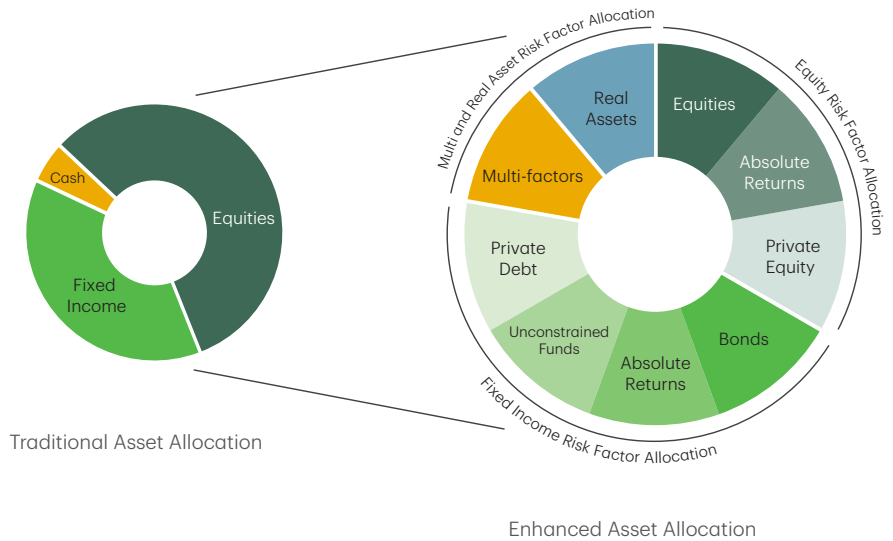 Cash
Equities
Fixed
Income
Traditional Asset Allocation
Multi and Real Asset Risk Factor Allocation
Equity Risk Factor Allocation
Fixed Income Risk Factor Allocation
Real
Assets
Equities
Multi-factors
Absolute
Returns
Private
Debt
Private
Equity
Unconstrained
Funds
Absolute
Returns
Bonds
Enhanced Asset Allocation